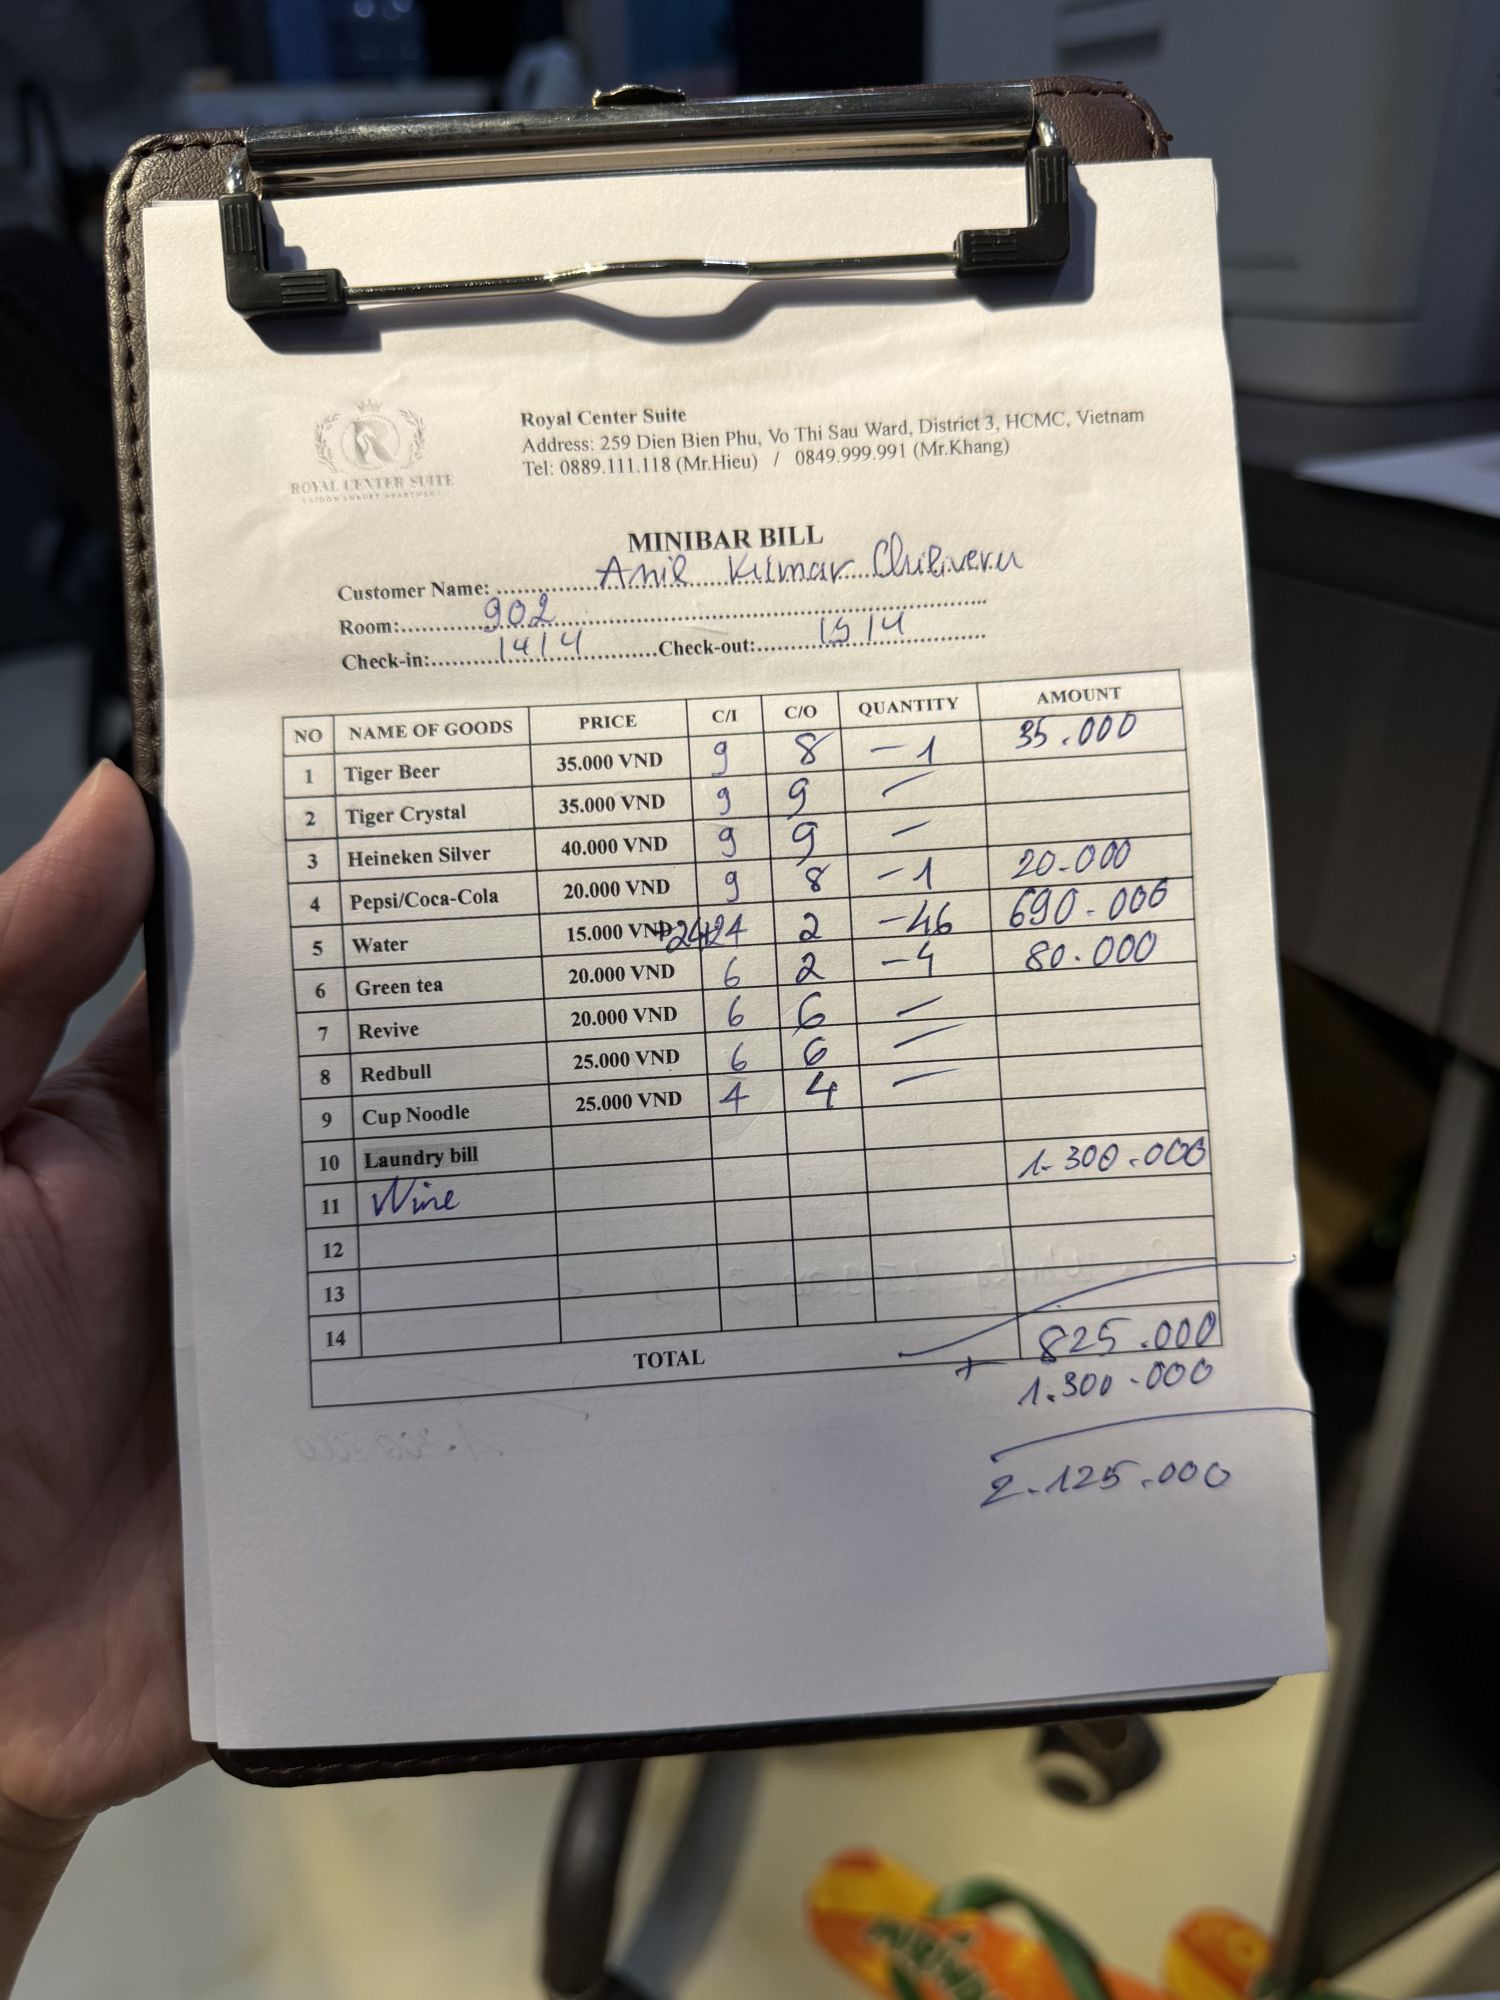 ROYAL CENTER SUITE
SAIGON LUXURY APARTMENT
Royal Center Suite
Address: 259 Dien Bien Phu, Vo Thi Sau Ward, District 3, HCMC, Vietnam
Tel: 0889.111.118 (Mr.Hieu) / 0849.999.991 (Mr.Khang)
MINIBAR BILL
Customer Name: Anil Kumar Chiliveru
Room: 902
Check-in: 14/4 Check-out: 15/4
NO NAME OF GOODS PRICE C/I C/O QUANTITY AMOUNT
1 Tiger Beer 35.000 VND 9 8 -1 35.000
2 Tiger Crystal 35.000 VND 9 9 -
3 Heineken Silver 40.000 VND 9 9 -
4 Pepsi/Coca-Cola 20.000 VND 9 8 -1 20.000
5 Water 15.000 VND +24+24 2 -46 690.000
6 Green tea 20.000 VND 6 2 -4 80.000
7 Revive 20.000 VND 6 6 -
8 Redbull 25.000 VND 6 6 -
9 Cup Noodle 25.000 VND 4 4 -
10 Laundry bill
11 Wine 1.300.000
12
13
14
TOTAL 825.000
+ 1.300.000
2.125.000